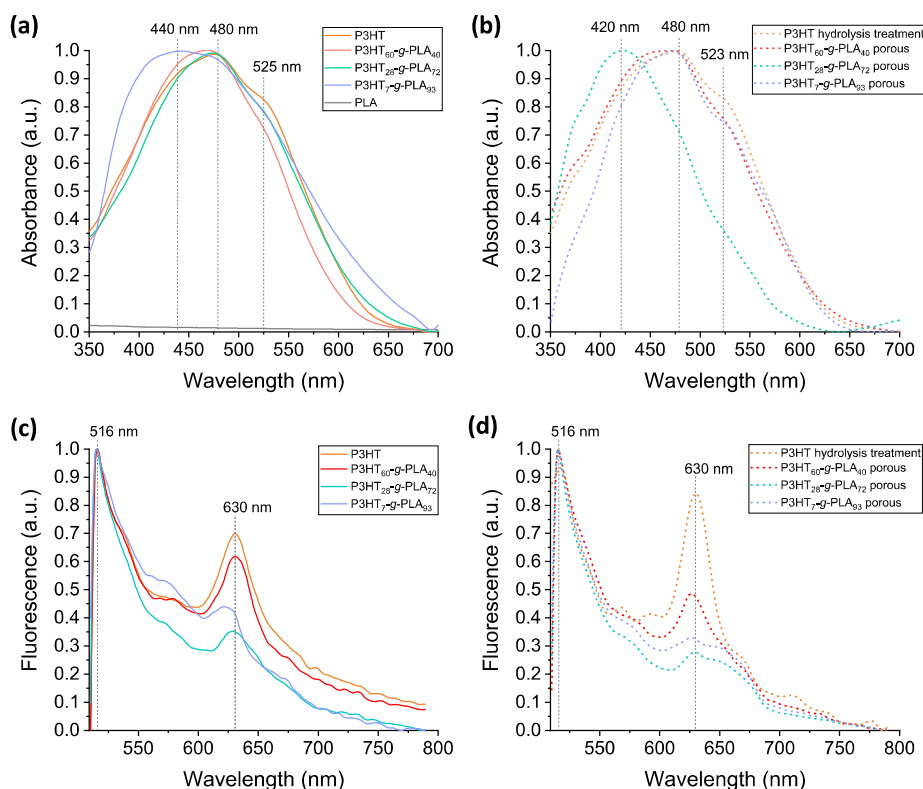 (a)
440 nm
480 nm
525 nm
P3HT
P3HT60-g-PLA40
P3HT28-g-PLA72
P3HT7-g-PLA93
PLA
1.0
0.9
0.8
0.7
0.6
0.5
0.4
0.3
0.2
0.1
0.0
Absorbance (a.u.)
350 400 450 500 550 600 650 700
Wavelength (nm)
(b)
420 nm
480 nm
523 nm
P3HT hydrolysis treatment
P3HT60-g-PLA40 porous
P3HT28-g-PLA72 porous
P3HT7-g-PLA93 porous
1.0
0.9
0.8
0.7
0.6
0.5
0.4
0.3
0.2
0.1
0.0
Absorbance (a.u.)
350 400 450 500 550 600 650 700
Wavelength (nm)
(c)
516 nm
630 nm
P3HT
P3HT60-g-PLA40
P3HT28-g-PLA72
P3HT7-g-PLA93
1.0
0.9
0.8
0.7
0.6
0.5
0.4
0.3
0.2
0.1
0.0
Fluorescence (a.u.)
550 600 650 700 750 800
Wavelength (nm)
(d)
516 nm
630 nm
P3HT hydrolysis treatment
P3HT60-g-PLA40 porous
P3HT28-g-PLA72 porous
P3HT7-g-PLA93 porous
1.0
0.9
0.8
0.7
0.6
0.5
0.4
0.3
0.2
0.1
0.0
Fluorescence (a.u.)
550 600 650 700 750 800
Wavelength (nm)